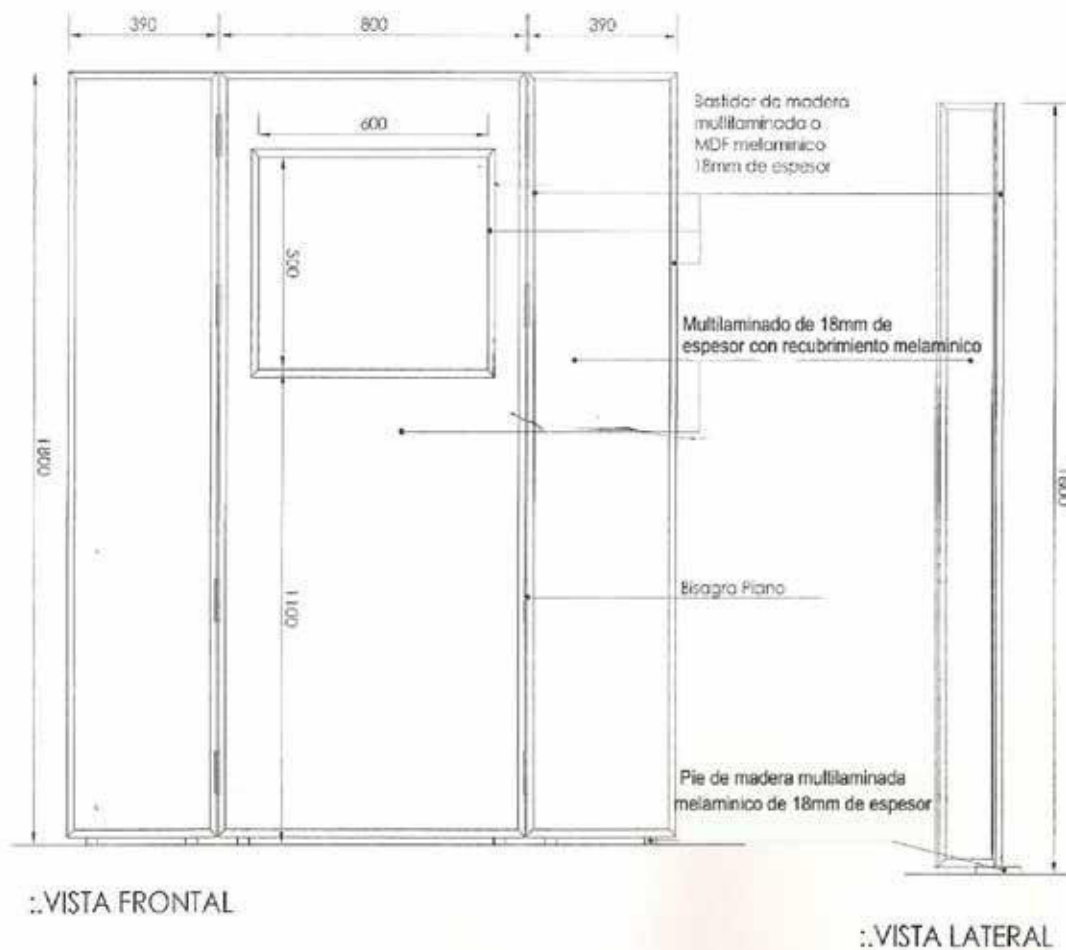 390
800
390
600
500
1100
1800
Bastidor de madera
multilaminada o
MDF melaminico
18mm de espesor
Multilaminado de 18mm de
espesor con recubrimiento melaminico
Bisagra Piano
Pie de madera multilaminada
melaminico de 18mm de espesor
1800
:.VISTA FRONTAL
:.VISTA LATERAL